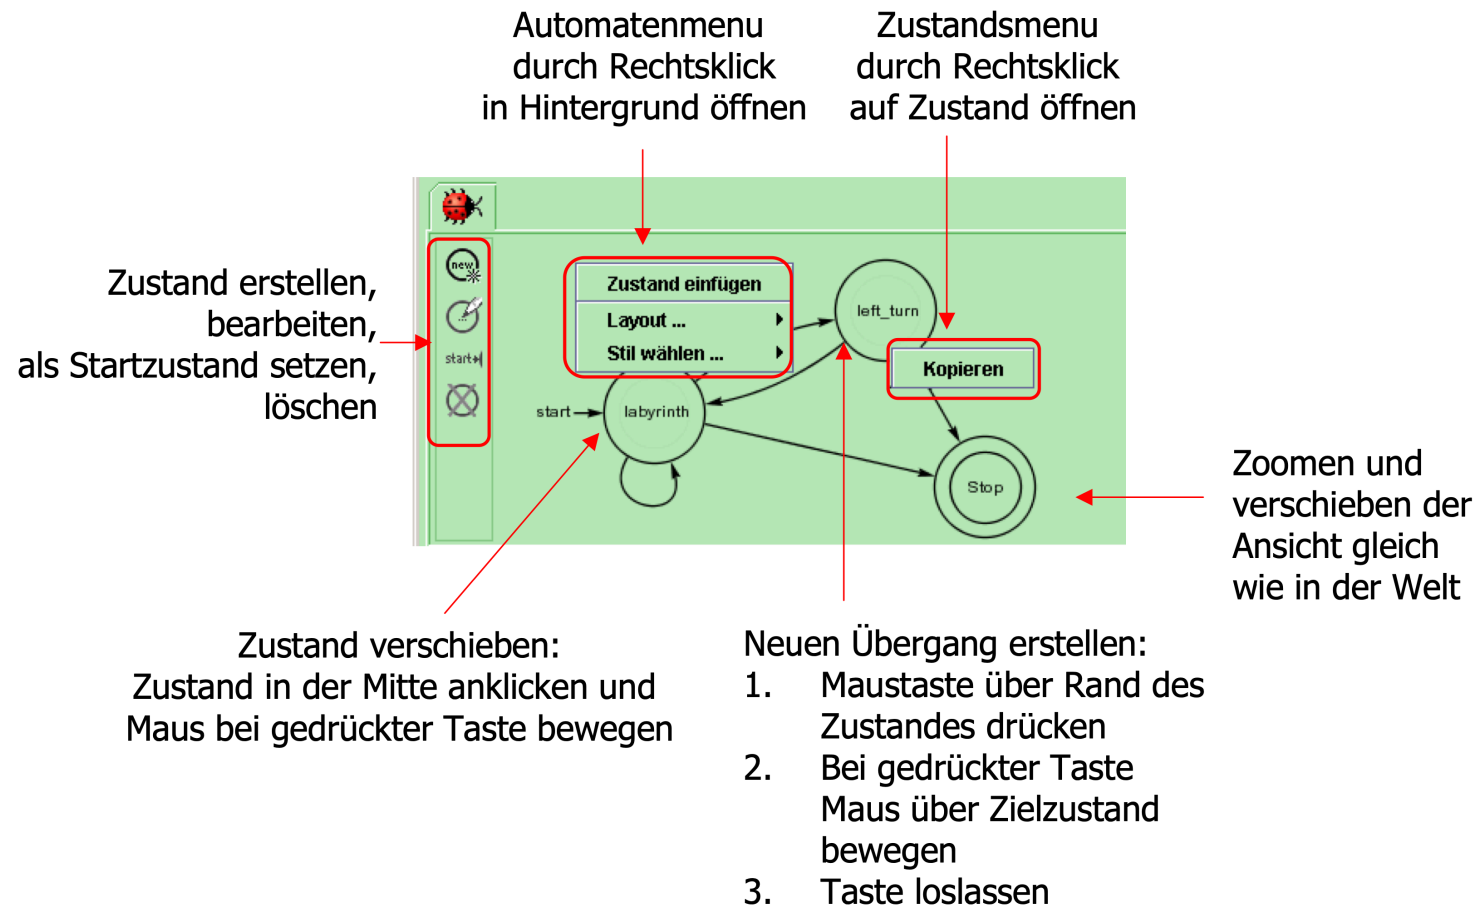 Automatenmenu
durch Rechtsklick
in Hintergrund öffnen
Zustandsmenu
durch Rechtsklick
auf Zustand öffnen
Zustand erstellen,
bearbeiten,
als Startzustand setzen,
löschen
new
start
Zustand einfügen
Layout ...
Stil wählen ...
left_turn
Kopieren
start
labyrinth
Stop
Zoomen und
verschieben der
Ansicht gleich
wie in der Welt
Zustand verschieben:
Zustand in der Mitte anklicken und
Maus bei gedrückter Taste bewegen
Neuen Übergang erstellen:
1. Maustaste über Rand des
Zustandes drücken
2. Bei gedrückter Taste
Maus über Zielzustand
bewegen
3. Taste loslassen